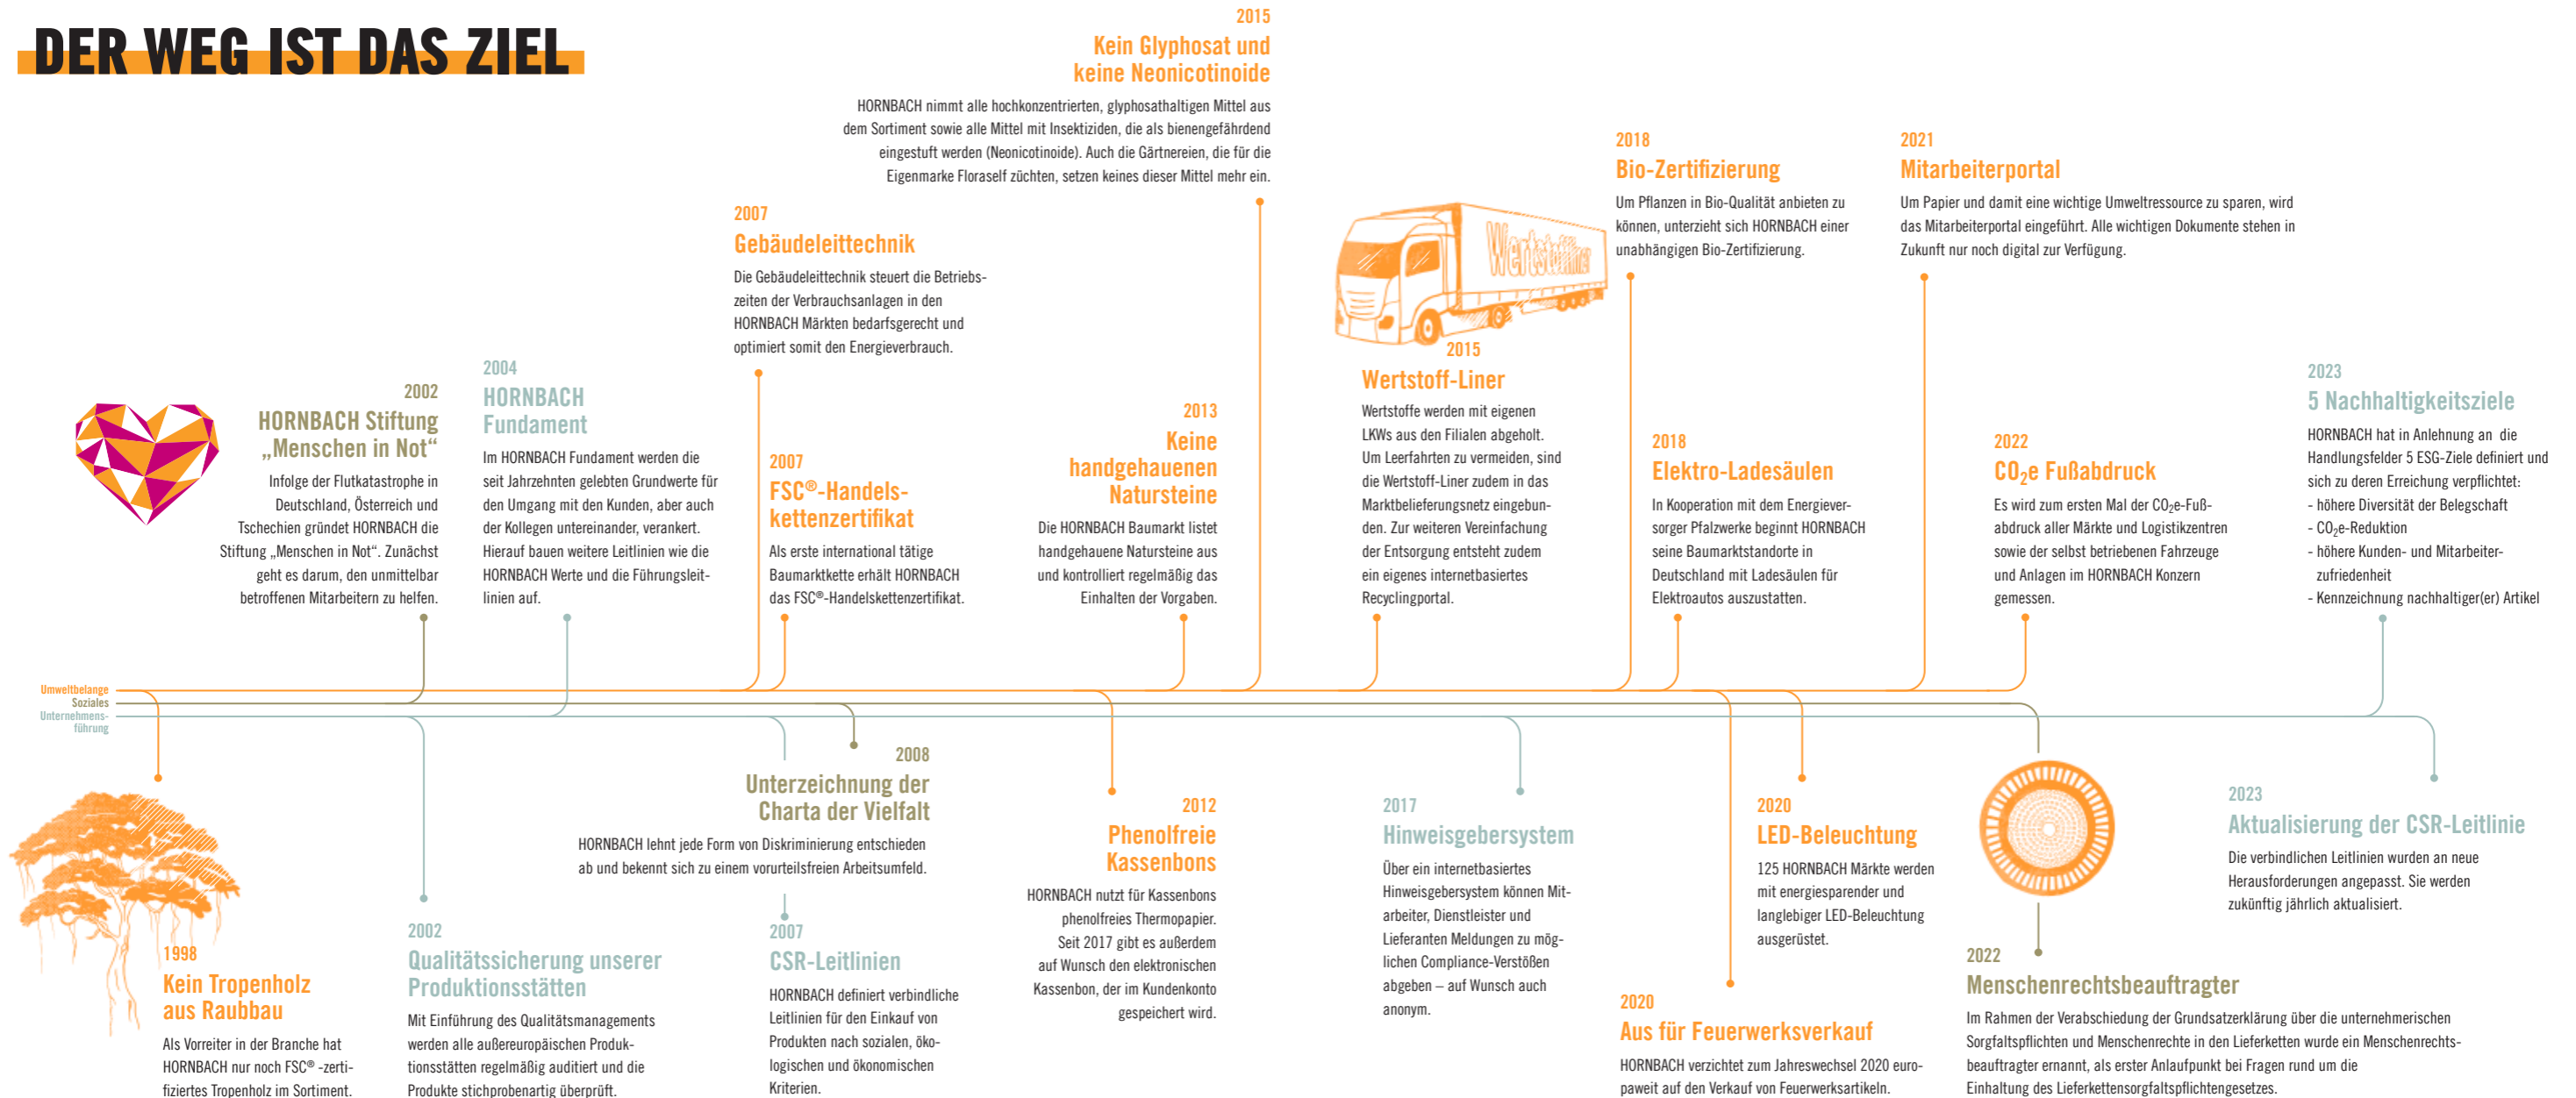 DER WEG IST DAS ZIEL
2015
Kein Glyphosat und
keine Neonicotinoide
HORNBACH nimmt alle hochkonzentrierten, glyphosathaltigen Mittel aus
dem Sortiment sowie alle Mittel mit Insektiziden, die als bienengefährdend
eingestuft werden (Neonicotinoide). Auch die Gärtnereien, die für die
Eigenmarke Floraself züchten, setzen keines dieser Mittel mehr ein.
2018
Bio-Zertifizierung
Um Pflanzen in Bio-Qualität anbieten zu
können, unterzieht sich HORNBACH einer
unabhängigen Bio-Zertifizierung.
2021
Mitarbeiterportal
Um Papier und damit eine wichtige Umweltressource zu sparen, wird
das Mitarbeiterportal eingeführt. Alle wichtigen Dokumente stehen in
Zukunft nur noch digital zur Verfügung.
2007
Gebäudeleittechnik
Die Gebäudeleittechnik steuert die Betriebs-
zeiten der Verbrauchsanlagen in den
HORNBACH Märkten bedarfsgerecht und
optimiert somit den Energieverbrauch.
Wertstoffliner
2002
HORNBACH Stiftung
„Menschen in Not“
Infolge der Flutkatastrophe in
Deutschland, Österreich und
Tschechien gründet HORNBACH die
Stiftung „Menschen in Not“. Zunächst
geht es darum, den unmittelbar
betroffenen Mitarbeitern zu helfen.
2004
HORNBACH
Fundament
Im HORNBACH Fundament werden die
seit Jahrzehnten gelebten Grundwerte für
den Umgang mit den Kunden, aber auch
der Kollegen untereinander, verankert.
Hierauf bauen weitere Leitlinien wie die
HORNBACH Werte und die Führungsleit-
linien auf.
2007
FSC®-Handels-
kettenzertifikat
Als erste international tätige
Baumarktkette erhält HORNBACH
das FSC®-Handelskettenzertifikat.
2013
Keine
handgehauenen
Natursteine
Die HORNBACH Baumarkt listet
handgehauene Natursteine aus
und kontrolliert regelmäßig das
Einhalten der Vorgaben.
2015
Wertstoff-Liner
Wertstoffe werden mit eigenen
LKWs aus den Filialen abgeholt.
Um Leerfahrten zu vermeiden, sind
die Wertstoff-Liner zudem in das
Marktbelieferungsnetz eingebun-
den. Zur weiteren Vereinfachung
der Entsorgung entsteht zudem
ein eigenes internetbasiertes
Recyclingportal.
2018
Elektro-Ladesäulen
In Kooperation mit dem Energiever-
sorger Pfalzwerke beginnt HORNBACH
seine Baumarktstandorte in
Deutschland mit Ladesäulen für
Elektroautos auszustatten.
2022
CO₂e Fußabdruck
Es wird zum ersten Mal der CO₂e-Fuß-
abdruck aller Märkte und Logistikzentren
sowie der selbst betriebenen Fahrzeuge
und Anlagen im HORNBACH Konzern
gemessen.
2023
5 Nachhaltigkeitsziele
HORNBACH hat in Anlehnung an die
Handlungsfelder 5 ESG-Ziele definiert und
sich zu deren Erreichung verpflichtet:
- höhere Diversität der Belegschaft
- CO₂e-Reduktion
- höhere Kunden- und Mitarbeiter-
zufriedenheit
- Kennzeichnung nachhaltiger(er) Artikel
Umweltbelange
Soziales
Unternehmens-
führung
1998
Kein Tropenholz
aus Raubbau
Als Vorreiter in der Branche hat
HORNBACH nur noch FSC® -zerti-
fiziertes Tropenholz im Sortiment.
2002
Qualitätssicherung unserer
Produktionsstätten
Mit Einführung des Qualitätsmanagements
werden alle außereuropäischen Produk-
tionsstätten regelmäßig auditiert und die
Produkte stichprobenartig überprüft.
2008
Unterzeichnung der
Charta der Vielfalt
HORNBACH lehnt jede Form von Diskriminierung entschieden
ab und bekennt sich zu einem vorurteilsfreien Arbeitsumfeld.
2007
CSR-Leitlinien
HORNBACH definiert verbindliche
Leitlinien für den Einkauf von
Produkten nach sozialen, öko-
logischen und ökonomischen
Kriterien.
2012
Phenolfreie
Kassenbons
HORNBACH nutzt für Kassenbons
phenolfreies Thermopapier.
Seit 2017 gibt es außerdem
auf Wunsch den elektronischen
Kassenbon, der im Kundenkonto
gespeichert wird.
2017
Hinweisgebersystem
Über ein internetbasiertes
Hinweisgebersystem können Mit-
arbeiter, Dienstleister und
Lieferanten Meldungen zu mög-
lichen Compliance-Verstößen
abgeben – auf Wunsch auch
anonym.
2020
LED-Beleuchtung
125 HORNBACH Märkte werden
mit energiesparender und
langlebiger LED-Beleuchtung
ausgerüstet.
2020
Aus für Feuerwerksverkauf
HORNBACH verzichtet zum Jahreswechsel 2020 euro-
paweit auf den Verkauf von Feuerwerksartikeln.
2022
Menschenrechtsbeauftragter
Im Rahmen der Verabschiedung der Grundsatzerklärung über die unternehmerischen
Sorgfaltspflichten und Menschenrechte in den Lieferketten wurde ein Menschenrechts-
beauftragter ernannt, als erster Anlaufpunkt bei Fragen rund um die
Einhaltung des Lieferkettensorgfaltspflichtengesetzes.
2023
Aktualisierung der CSR-Leitlinie
Die verbindlichen Leitlinien wurden an neue
Herausforderungen angepasst. Sie werden
zukünftig jährlich aktualisiert.